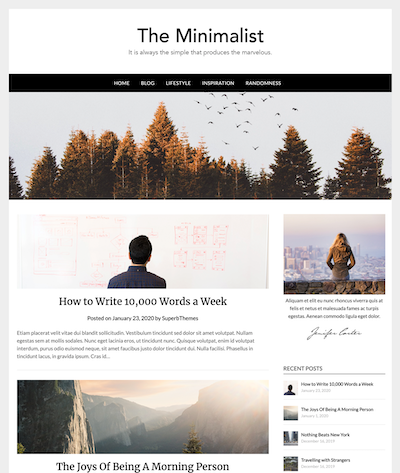 The Minimalist
It is always the simple that produces the marvelous.
HOME BLOG LIFESTYLE INSPIRATION RANDOMNESS
How to Write 10,000 Words a Week
Posted on January 23, 2020 by SuperbThemes
Etiam placerat velit vitae dui blandit sollicitudin. Vestibulum tincidunt sed dolor sit amet volutpat. Nullam
egestas sem at mollis sodales. Nunc eget lacinia eros, ut tincidunt nunc. Quisque volutpat, enim id volutpat
interdum, purus odio euismod neque, sit amet faucibus justo dolor tincidunt dui. Nulla facilisi. Phasellus in
tincidunt lacus, in gravida ipsum. Cras id…
The Joys Of Being A Morning Person
Aliquam et elit eu nunc rhoncus viverra quis at
felis et netus et malesuada fames ac turpis
egestas. Aenean commodo ligula eget dolor.
Jenifer Carter
RECENT POSTS
How to Write 10,000 Words a Week
January 23, 2020
The Joys Of Being A Morning Person
January 3, 2020
Nothing Beats New York
December 16, 2019
Travelling with Strangers
December 16, 2019